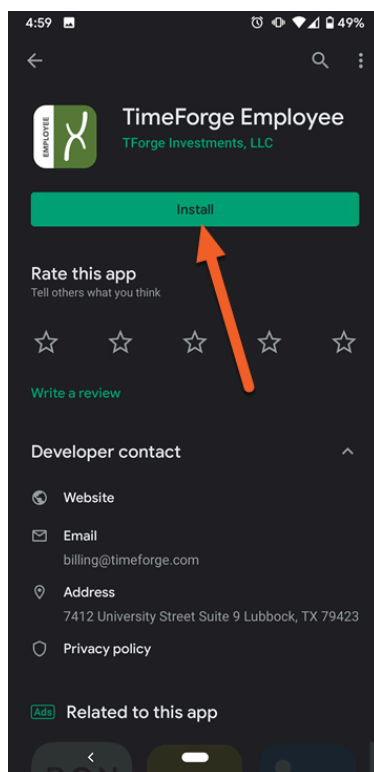 4:59 49%
EMPLOYEE
TimeForge Employee
TForge Investments, LLC
Install
Rate this app
Tell others what you think
Write a review
Developer contact
Website
Email
billing@timeforge.com
Address
7412 University Street Suite 9 Lubbock, TX 79423
Privacy policy
Ads Related to this app